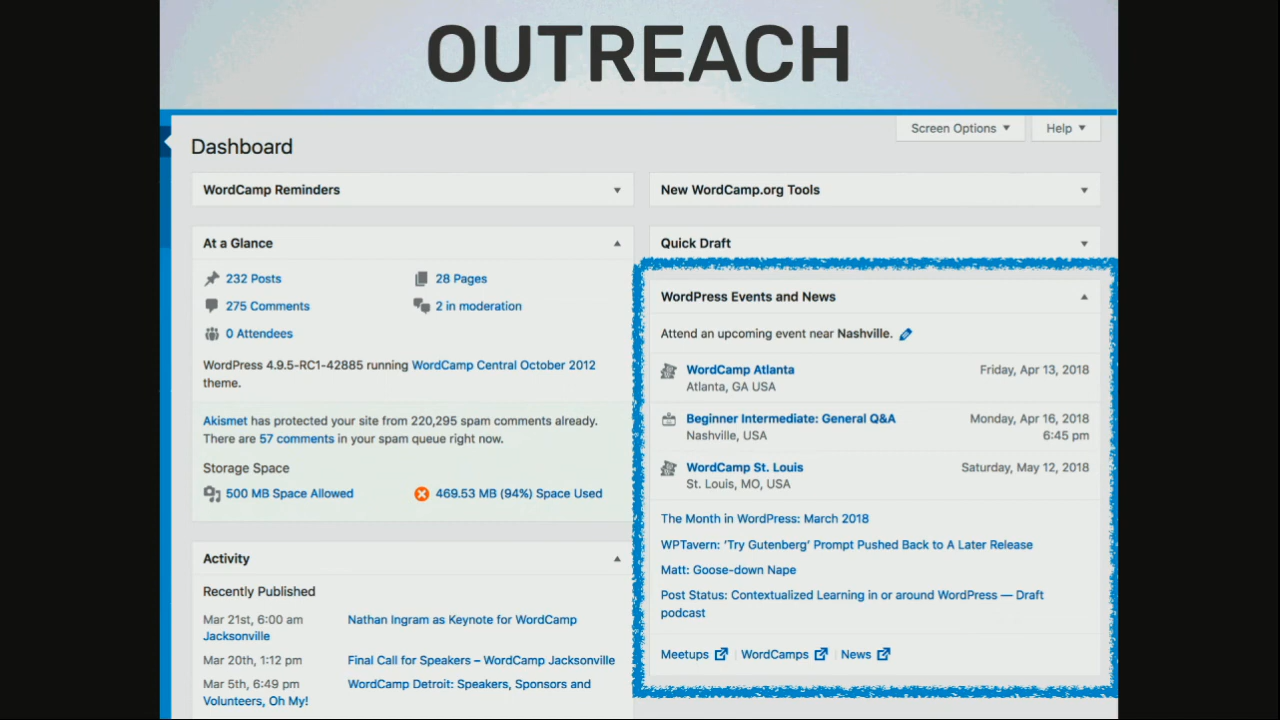 OUTREACH
Screen Options
Help
Dashboard
WordCamp Reminders
At a Glance
232 Posts
28 Pages
275 Comments
2 in moderation
0 Attendees
WordPress 4.9.5-RC1-42885 running WordCamp Central October 2012
theme.
Akismet has protected your site from 220,295 spam comments already.
There are 57 comments in your spam queue right now.
Storage Space
500 MB Space Allowed
469.53 MB (94%) Space Used
Activity
Recently Published
Mar 21st, 6:00 am Nathan Ingram as Keynote for WordCamp
Jacksonville
Mar 20th, 1:12 pm Final Call for Speakers – WordCamp Jacksonville
Mar 5th, 6:49 pm WordCamp Detroit: Speakers, Sponsors and
Volunteers, Oh My!
New WordCamp.org Tools
Quick Draft
WordPress Events and News
Attend an upcoming event near Nashville.
WordCamp Atlanta Friday, Apr 13, 2018
Atlanta, GA USA
Beginner Intermediate: General Q&A Monday, Apr 16, 2018
Nashville, USA 6:45 pm
WordCamp St. Louis Saturday, May 12, 2018
St. Louis, MO, USA
The Month in WordPress: March 2018
WPTavern: ‘Try Gutenberg’ Prompt Pushed Back to A Later Release
Matt: Goose-down Nape
Post Status: Contextualized Learning in or around WordPress — Draft
podcast
Meetups | WordCamps | News